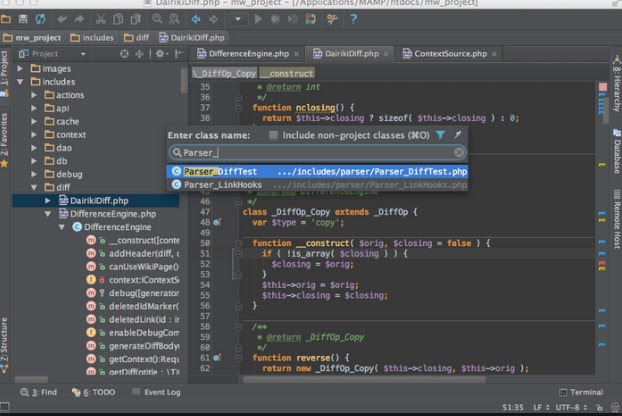 DairikiDiff.php - mw_project - [/Applications/MAMP/htdocs/mw_project]
mw_project includes diff DairikiDiff.php
Project
DifferenceEngine.php DairikiDiff.php ContextSource.php
\_DiffOp_Copy __construct
images
includes
actions
api
cache
context
dao
db
debug
diff
DairikiDiff.php
DifferenceEngine.php
DifferenceEngine
__construct([conte
addHeader(diff, o
canUseWikiPage()
context:IContextSo
debug([generator
deletedIdMarker(
deletedLink(id : in
enableDebugCom
generateDiffBody
getContext():Requ
1: Project
2: Favorites
7: Structure
35 * @return int
36 */
37 function nclosing() {
38 return $this->closing ? sizeof( $this->closing ) : 0;
Enter class name: Include non-project classes (⌘O)
Parser_
Parser_DiffTest .../includes/parser/Parser_DiffTest.php
Parser_LinkHooks .../includes/parser/Parser_LinkHooks.php
46 */
47 class _DiffOp_Copy extends _DiffOp {
48 var $type = 'copy';
49
50 function __construct( $orig, $closing = false ) {
51 if ( !is_array( $closing ) ) {
52 $closing = $orig;
53 }
54 $this->orig = $orig;
55 $this->closing = $closing;
56 }
57
58 /**
59 * @return _DiffOp_Copy
60 */
61 function reverse() {
62 return new _DiffOp_Copy( $this->closing, $this->orig );
Hierarchy
Database
Remote Host
3: Find 6: TODO Event Log Terminal
51:35 LF UTF-8